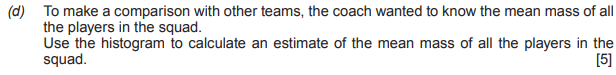 (d) To make a comparison with other teams, the coach wanted to know the mean mass of all
the players in the squad.
Use the histogram to calculate an estimate of the mean mass of all the players in the
squad. [5]